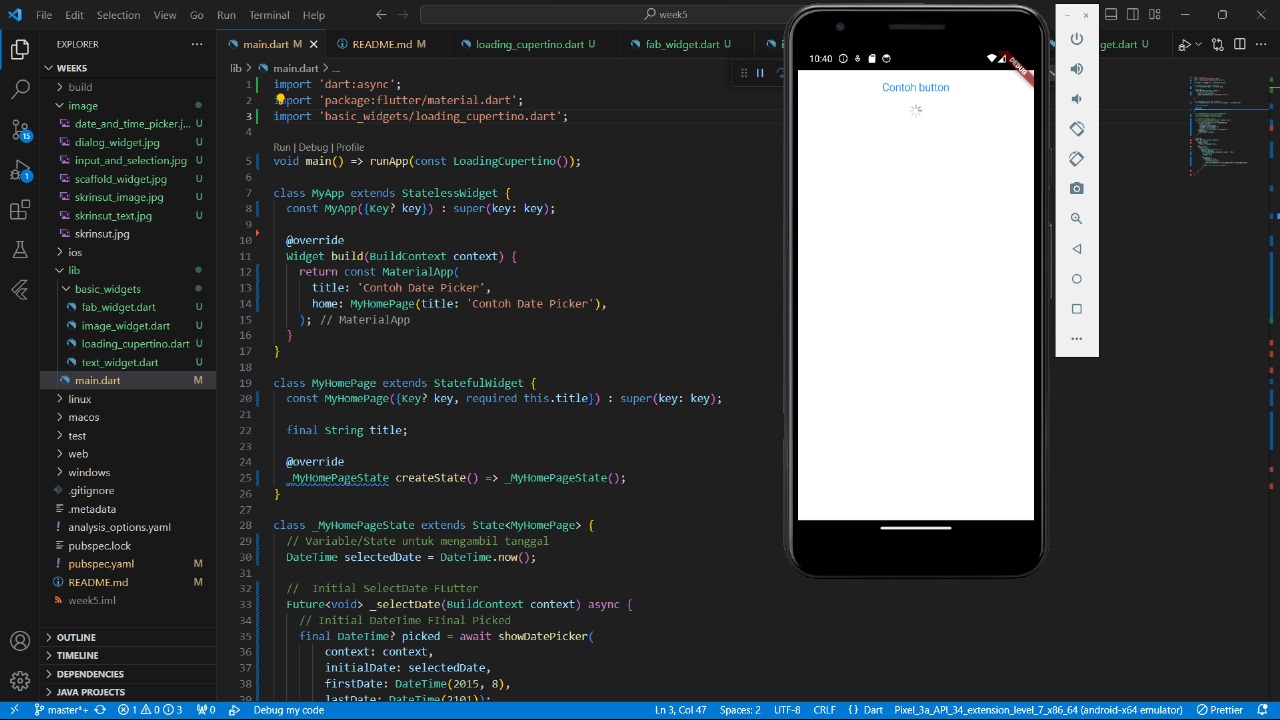 File Edit Selection View Go Run Terminal Help
week5
EXPLORER
WEEK5
build
image
date_and_time_picker.j... U
dialog_widget.jpg U
input_and_selection.jpg U
scaffold_widget.jpg U
skrinsut_image.jpg U
skrinsut_text.jpg U
skrinsut.jpg
ios
lib
basic_widgets
fab_widget.dart U
image_widget.dart U
loading_cupertino.dart U
text_widget.dart U
main.dart M
linux
macos
test
web
windows
.gitignore
.metadata
analysis_options.yaml
pubspec.lock
pubspec.yaml M
README.md M
week5.iml
OUTLINE
TIMELINE
DEPENDENCIES
JAVA PROJECTS
15
1
main.dart M
README.md M
loading_cupertino.dart U
fab_widget.dart U
get.dart U
lib > main.dart > ...
1 import 'dart:async';
2 import 'package:flutter/material.dart';
3 import 'basic_widgets/loading_cupertino.dart';
4
Run | Debug | Profile
5 void main() => runApp(const LoadingCupertino());
6
7 class MyApp extends StatelessWidget {
8 const MyApp({Key? key}) : super(key: key);
9
10 @override
11 Widget build(BuildContext context) {
12 return const MaterialApp(
13 title: 'Contoh Date Picker',
14 home: MyHomePage(title: 'Contoh Date Picker'),
15 ); // MaterialApp
16 }
17 }
18
19 class MyHomePage extends StatefulWidget {
20 const MyHomePage({Key? key, required this.title}) : super(key: key);
21
22 final String title;
23
24 @override
25 _MyHomePageState createState() => _MyHomePageState();
26 }
27
28 class _MyHomePageState extends State<MyHomePage> {
29 // Variable/State untuk mengambil tanggal
30 DateTime selectedDate = DateTime.now();
31
32 //  Initial SelectDate FLutter
33 Future<void> _selectDate(BuildContext context) async {
34 // Initial DateTime FIinal Picked
35 final DateTime? picked = await showDatePicker(
36 context: context,
37 initialDate: selectedDate,
38 firstDate: DateTime(2015, 8),
39 lastDate: DateTime(2101));
10:40
DEBUG
Contoh button
master*+ 1 0 3 0 Debug my code
Ln 3, Col 47 Spaces: 2 UTF-8 CRLF {} Dart Pixel_3a_API_34_extension_level_7_x86_64 (android-x64 emulator) Prettier